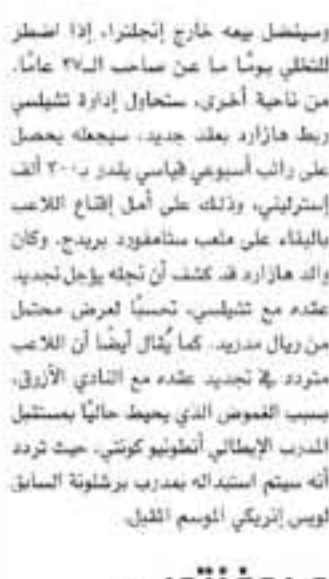 وسيفضل بيعه خارج إنجلترا، إذا اضطر
للتخلي يومًا ما عن صاحب الـ٢٧ عامًا.
من ناحية أخرى، ستحاول إدارة تشيلسي
ربط هازارد بعقد جديد، سيجعله يحصل
على راتب أسبوعي قياسي يقدر بـ٣٠٠ ألف
إسترليني، وذلك على أمل إقناع اللاعب
بالبقاء على ملعب ستامفورد بريدج. وكان
والد هازارد قد كشف أن نجله يؤجل تجديد
عقده مع تشيلسي، تحسبًا لعرض محتمل
من ريال مدريد. كما يُقال أيضًا أن اللاعب
متردد في تجديد عقده مع النادي الأزرق،
بسبب الغموض الذي يحيط حاليًا بمستقبل
المدرب الإيطالي أنطونيو كونتي، حيث تردد
أنه سيتم استبداله بمدرب برشلونة السابق
لويس إنريكي الموسم المقبل.